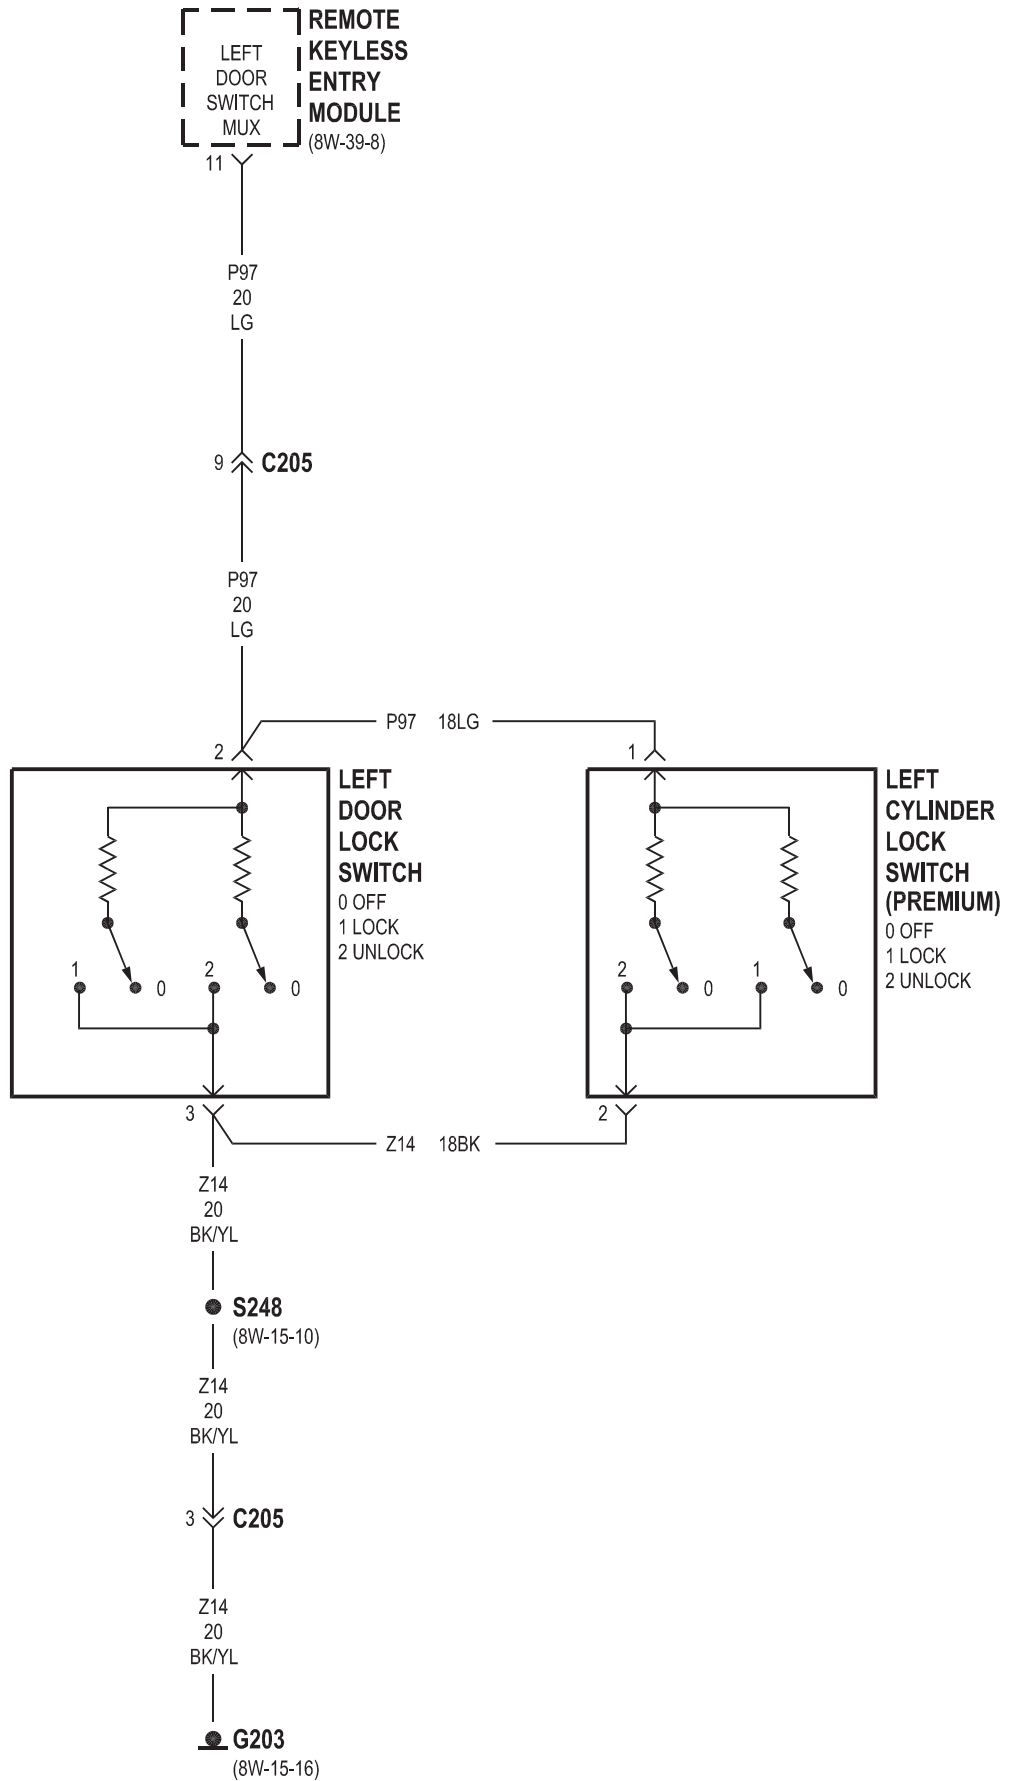 LEFT
DOOR
SWITCH
MUX
REMOTE
KEYLESS
ENTRY
MODULE
(8W-39-8)
11
P97
20
LG
9 C205
P97
20
LG
P97 18LG
2
1
LEFT
DOOR
LOCK
SWITCH
0 OFF
1 LOCK
2 UNLOCK
1 0 2 0
LEFT
CYLINDER
LOCK
SWITCH
(PREMIUM)
0 OFF
1 LOCK
2 UNLOCK
2 0 1 0
3
2
Z14 18BK
Z14
20
BK/YL
S248
(8W-15-10)
Z14
20
BK/YL
3 C205
Z14
20
BK/YL
G203
(8W-15-16)